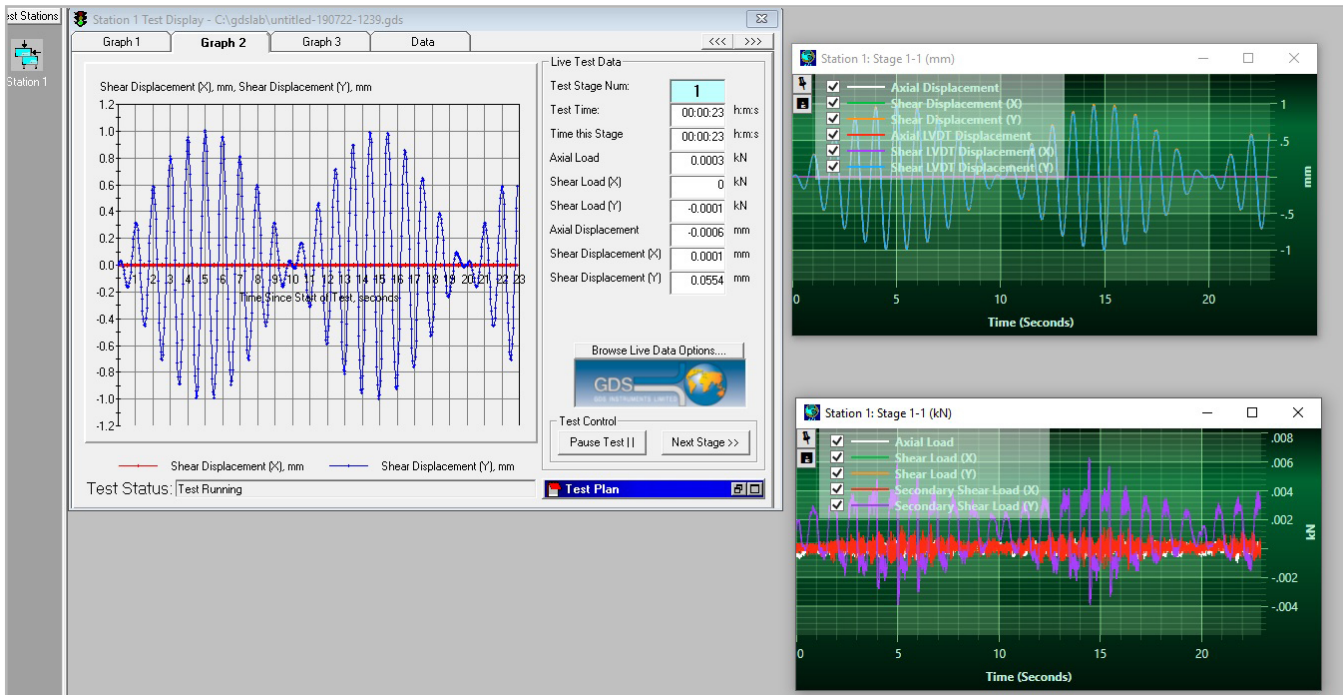 est Stations
Station 1
Station 1 Test Display - C:\gdslab\untitled-190722-1239.gds
Graph 1 Graph 2 Graph 3 Data <<< >>>
Shear Displacement (X), mm, Shear Displacement (Y), mm
1.2
1.0
0.8
0.6
0.4
0.2
0.0
1 2 3 4 5 6 7 8 9 10 11 12 13 14 15 16 17 18 19 20 21 22 23
Time Since Start of Test, seconds
-0.2
-0.4
-0.6
-0.8
-1.0
-1.2
Shear Displacement (X), mm Shear Displacement (Y), mm
Test Status: Test Running
Live Test Data
Test Stage Num: 1
Test Time: 00:00:23 h:m:s
Time this Stage 00:00:23 h:m:s
Axial Load 0.0003 kN
Shear Load (X) 0 kN
Shear Load (Y) -0.0001 kN
Axial Displacement -0.0006 mm
Shear Displacement (X) 0.0001 mm
Shear Displacement (Y) 0.0554 mm
Browse Live Data Options....
GDS
GDS INSTRUMENTS LIMITED
Test Control
Pause Test || Next Stage >>
Test Plan
Station 1: Stage 1-1 (mm)
Axial Displacement
Shear Displacement (X)
Shear Displacement (Y)
Axial LVDT Displacement
Shear LVDT Displacement (X)
Shear LVDT Displacement (Y)
1
.5
mm
-.5
-1
0 5 10 15 20
Time (Seconds)
Station 1: Stage 1-1 (kN)
Axial Load
Shear Load (X)
Shear Load (Y)
Secondary Shear Load (X)
Secondary Shear Load (Y)
.008
.006
.004
.002
kN
-.002
-.004
0 5 10 15 20
Time (Seconds)